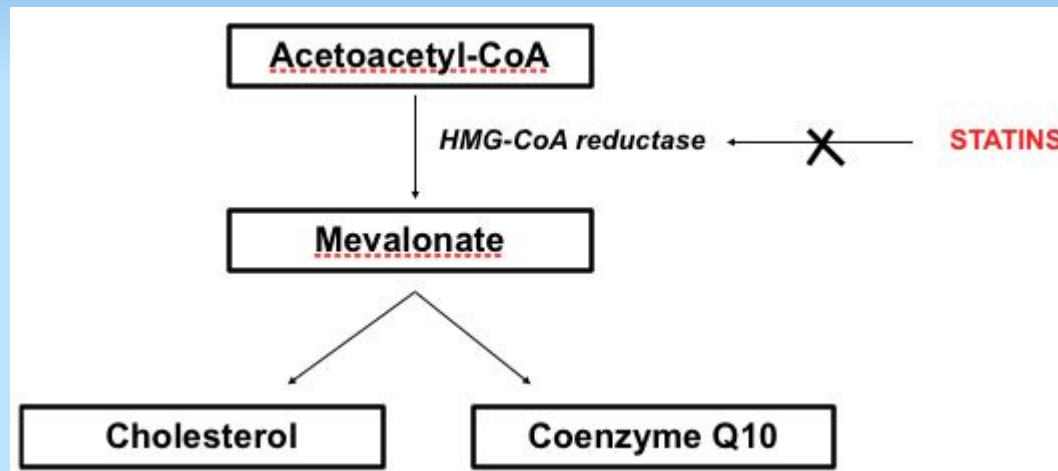 Acetoacetyl-CoA
HMG-CoA reductase
STATINS
Mevalonate
Cholesterol
Coenzyme Q10